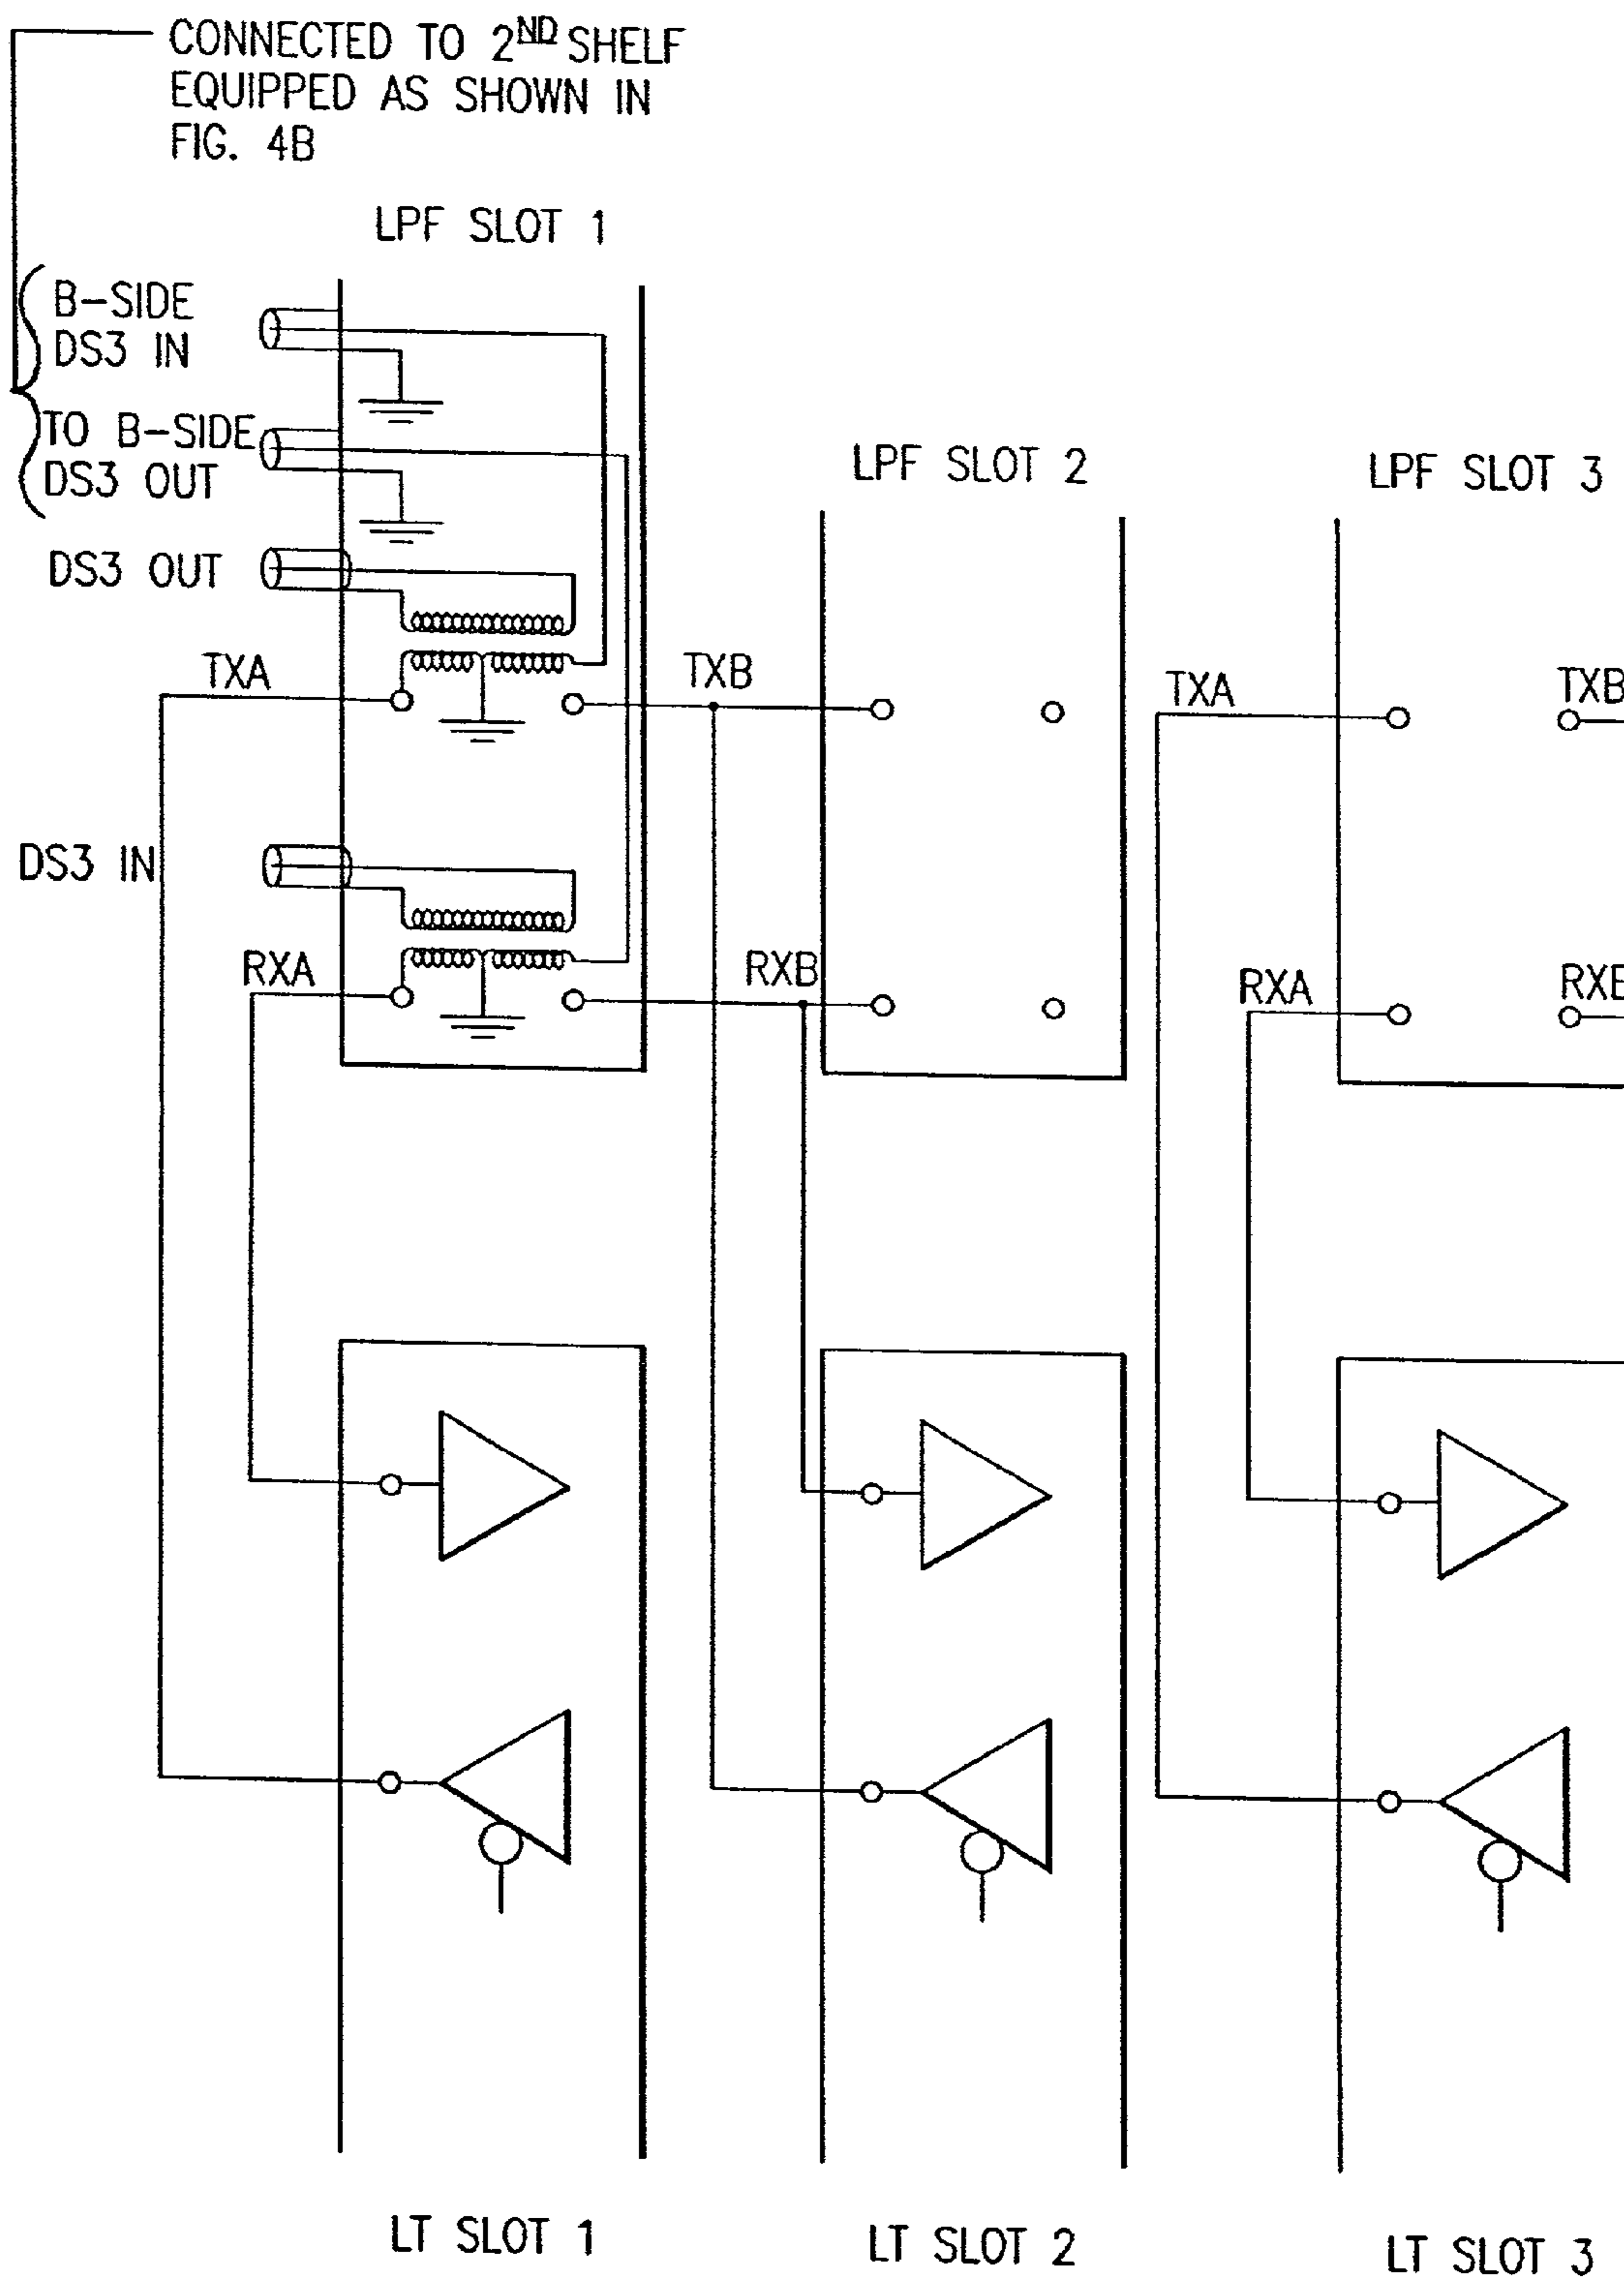 CONNECTED TO 2ND SHELF
EQUIPPED AS SHOWN IN
FIG. 4B
LPF SLOT 1
B-SIDE
DS3 IN
TO B-SIDE
DS3 OUT
LPF SLOT 2
LPF SLOT 3
DS3 OUT
TXA
TXB
TXA
TXB
DS3 IN
RXA
RXB
RXA
RXB
LT SLOT 1
LT SLOT 2
LT SLOT 3